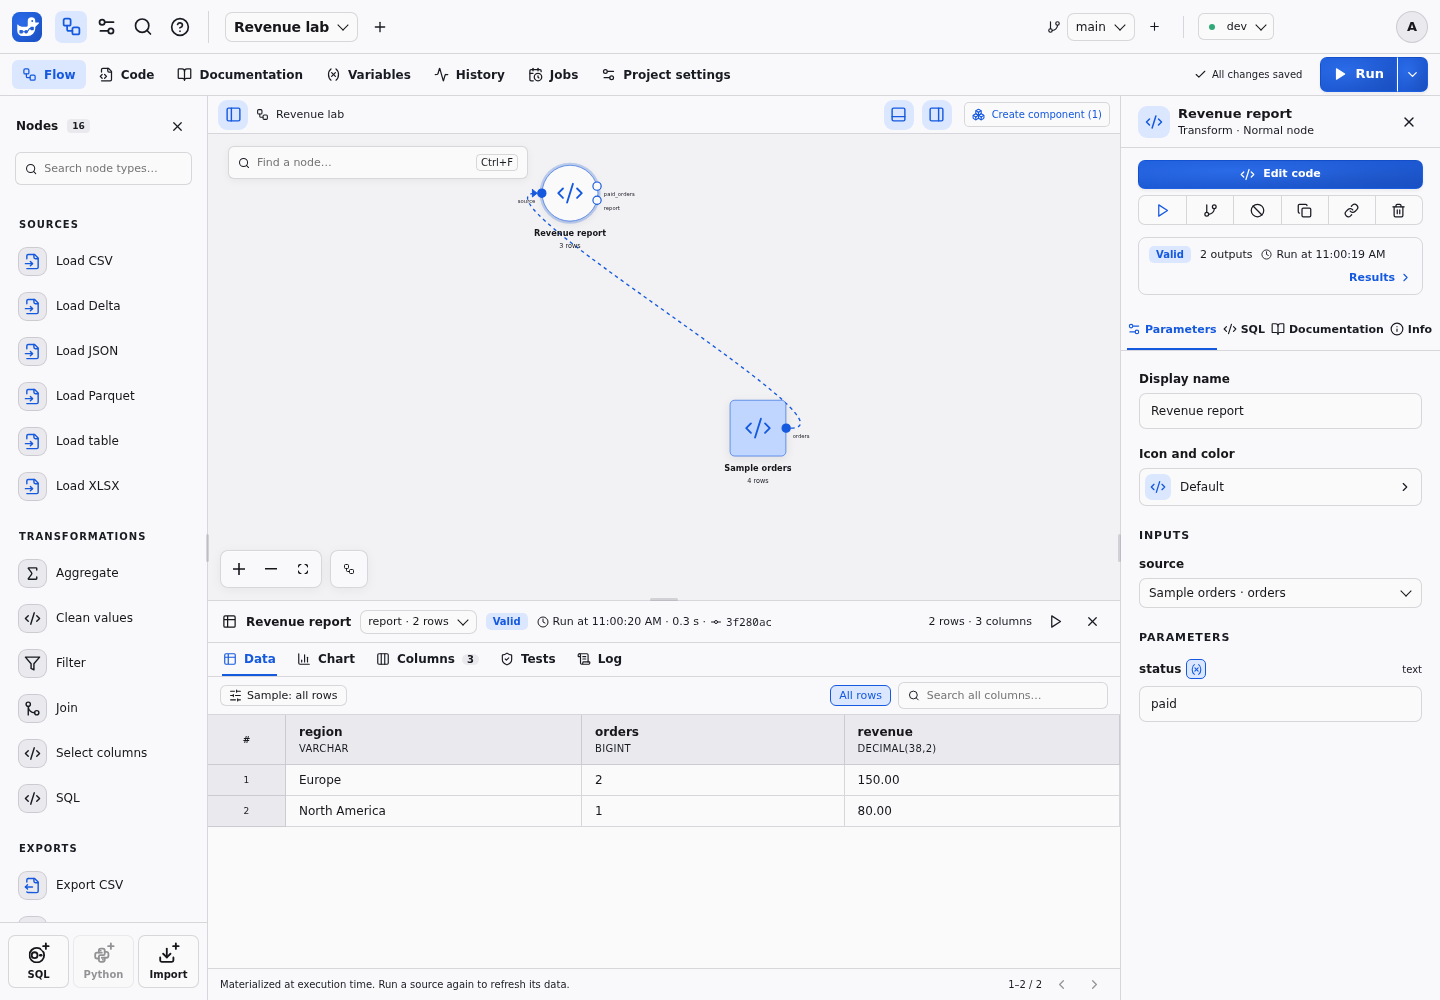 Revenue lab
main
dev
A
Flow
Code
Documentation
Variables
History
Jobs
Project settings
All changes saved
Run
Nodes 16
Search node types...
SOURCES
Load CSV
Load Delta
Load JSON
Load Parquet
Load table
Load XLSX
TRANSFORMATIONS
Aggregate
Clean values
Filter
Join
Select columns
SQL
EXPORTS
Export CSV
SQL
Python
Import
Revenue lab
Create component (1)
Find a node...
Ctrl+F
source
paid_orders
report
Revenue report
3 rows
orders
Sample orders
4 rows
Revenue report
report · 2 rows
Valid
Run at 11:00:20 AM · 0.3 s ·
3f280ac
2 rows · 3 columns
Data
Chart
Columns 3
Tests
Log
Sample: all rows
All rows
Search all columns...
# region VARCHAR orders BIGINT revenue DECIMAL(38,2)
1 Europe 2 150.00
2 North America 1 80.00
Materialized at execution time. Run a source again to refresh its data.
1–2 / 2
Revenue report
Transform · Normal node
Edit code
Valid 2 outputs Run at 11:00:19 AM
Results
Parameters
SQL
Documentation
Info
Display name
Revenue report
Icon and color
Default
INPUTS
source
Sample orders · orders
PARAMETERS
status (x) text
paid